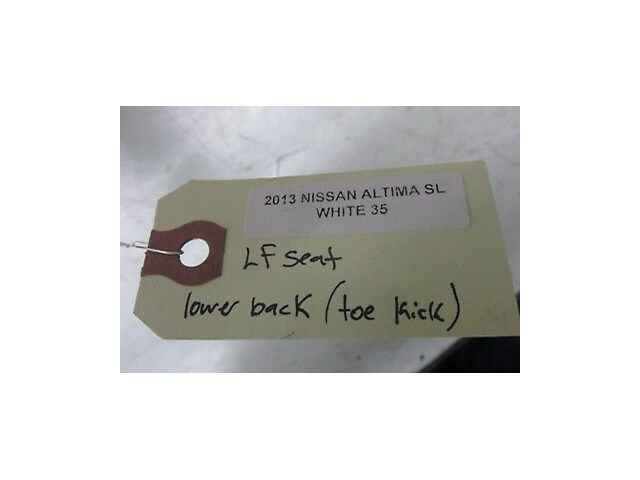 2013 NISSAN ALTIMA SL
WHITE 35
LF seat
lower back (toe kick)